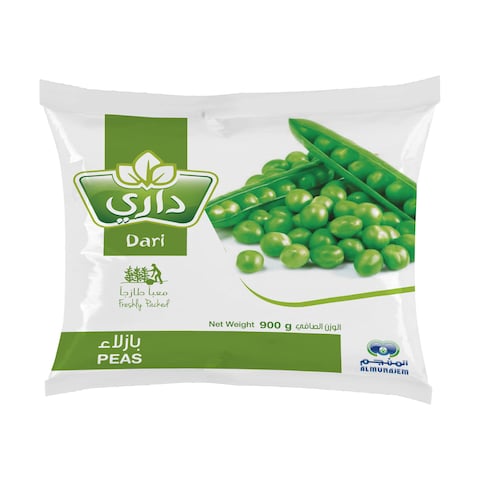 داري
Dari
معبأ طازجاً
Freshly Packed
Net Weight 900 g الوزن الصافي
بازلاء
PEAS
المنجم
ALMUNAJEM